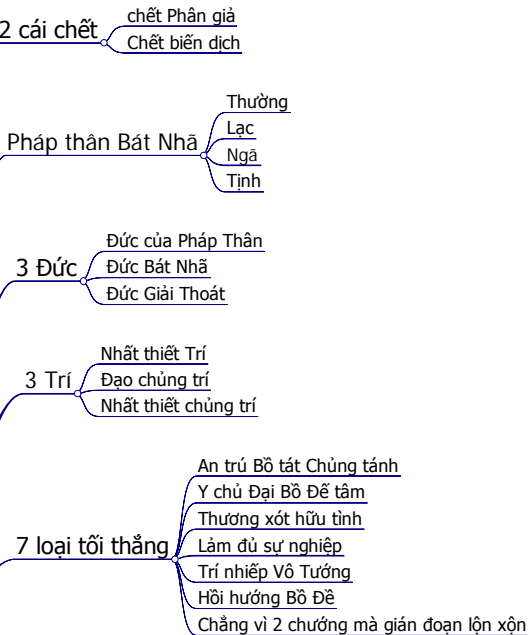 2 cái chết
chết Phân giả
Chết biến dịch
Pháp thân Bát Nhã
Thường
Lạc
Ngã
Tịnh
3 Đức
Đức của Pháp Thân
Đức Bát Nhã
Đức Giải Thoát
3 Trí
Nhất thiết Trí
Đạo chủng trí
Nhất thiết chủng trí
7 loại tối thắng
An trú Bồ tát Chủng tánh
Y chủ Đại Bồ Đế tâm
Thương xót hữu tình
Làm đủ sự nghiệp
Trí nhiếp Vô Tướng
Hồi hướng Bồ Đề
Chẳng vì 2 chướng mà gián đoạn lộn xộn